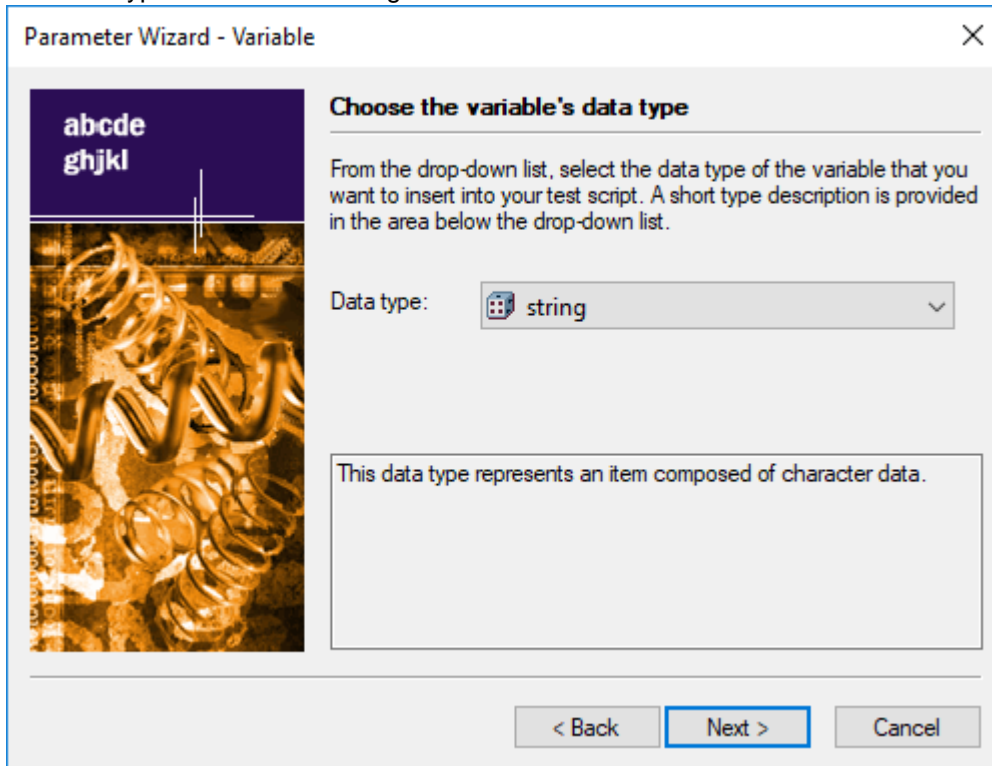 Parameter Wizard - Variable
abcde
ghjkl
Choose the variable's data type
From the drop-down list, select the data type of the variable that you
want to insert into your test script. A short type description is provided
in the area below the drop-down list.
Data type:
string
This data type represents an item composed of character data.
< Back
Next >
Cancel